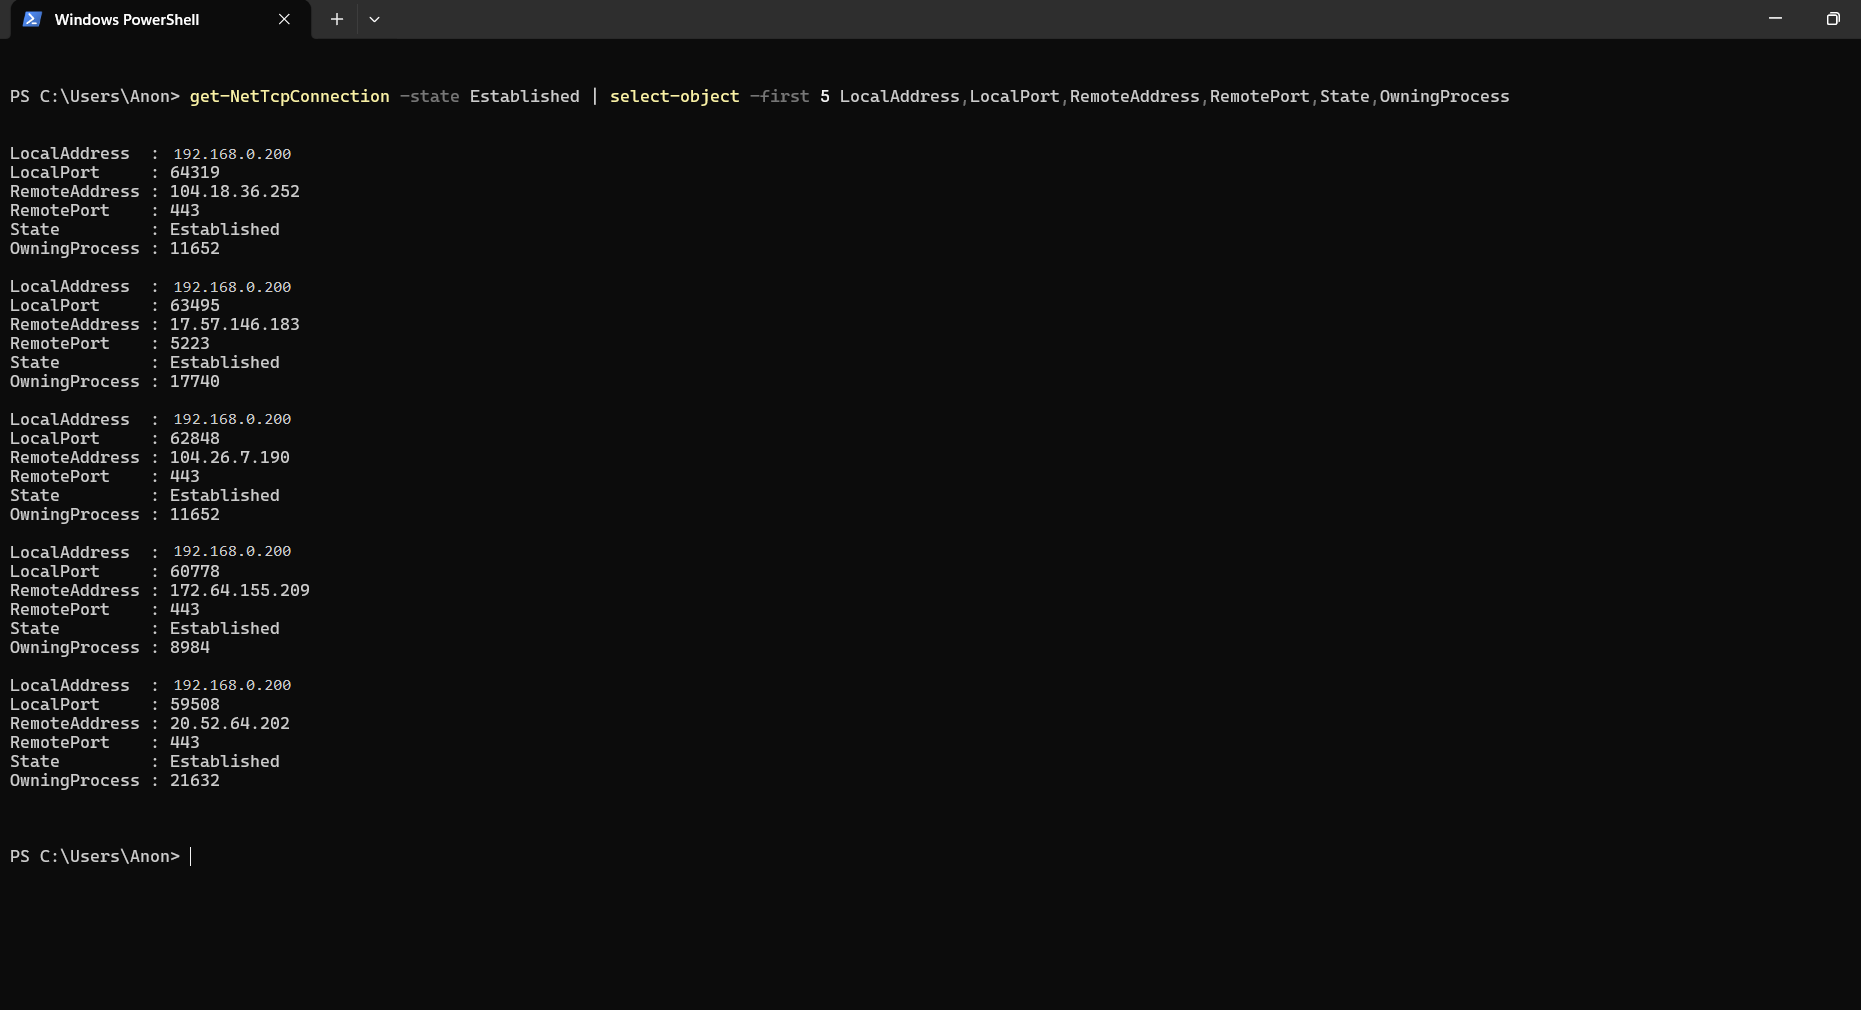 Windows PowerShell
PS C:\Users\Anon> get-NetTcpConnection -state Established | select-object -first 5 LocalAddress,LocalPort,RemoteAddress,RemotePort,State,OwningProcess
LocalAddress  : 192.168.0.200
LocalPort     : 64319
RemoteAddress : 104.18.36.252
RemotePort    : 443
State         : Established
OwningProcess : 11652
LocalAddress  : 192.168.0.200
LocalPort     : 63495
RemoteAddress : 17.57.146.183
RemotePort    : 5223
State         : Established
OwningProcess : 17740
LocalAddress  : 192.168.0.200
LocalPort     : 62848
RemoteAddress : 104.26.7.190
RemotePort    : 443
State         : Established
OwningProcess : 11652
LocalAddress  : 192.168.0.200
LocalPort     : 60778
RemoteAddress : 172.64.155.209
RemotePort    : 443
State         : Established
OwningProcess : 8984
LocalAddress  : 192.168.0.200
LocalPort     : 59508
RemoteAddress : 20.52.64.202
RemotePort    : 443
State         : Established
OwningProcess : 21632
PS C:\Users\Anon>